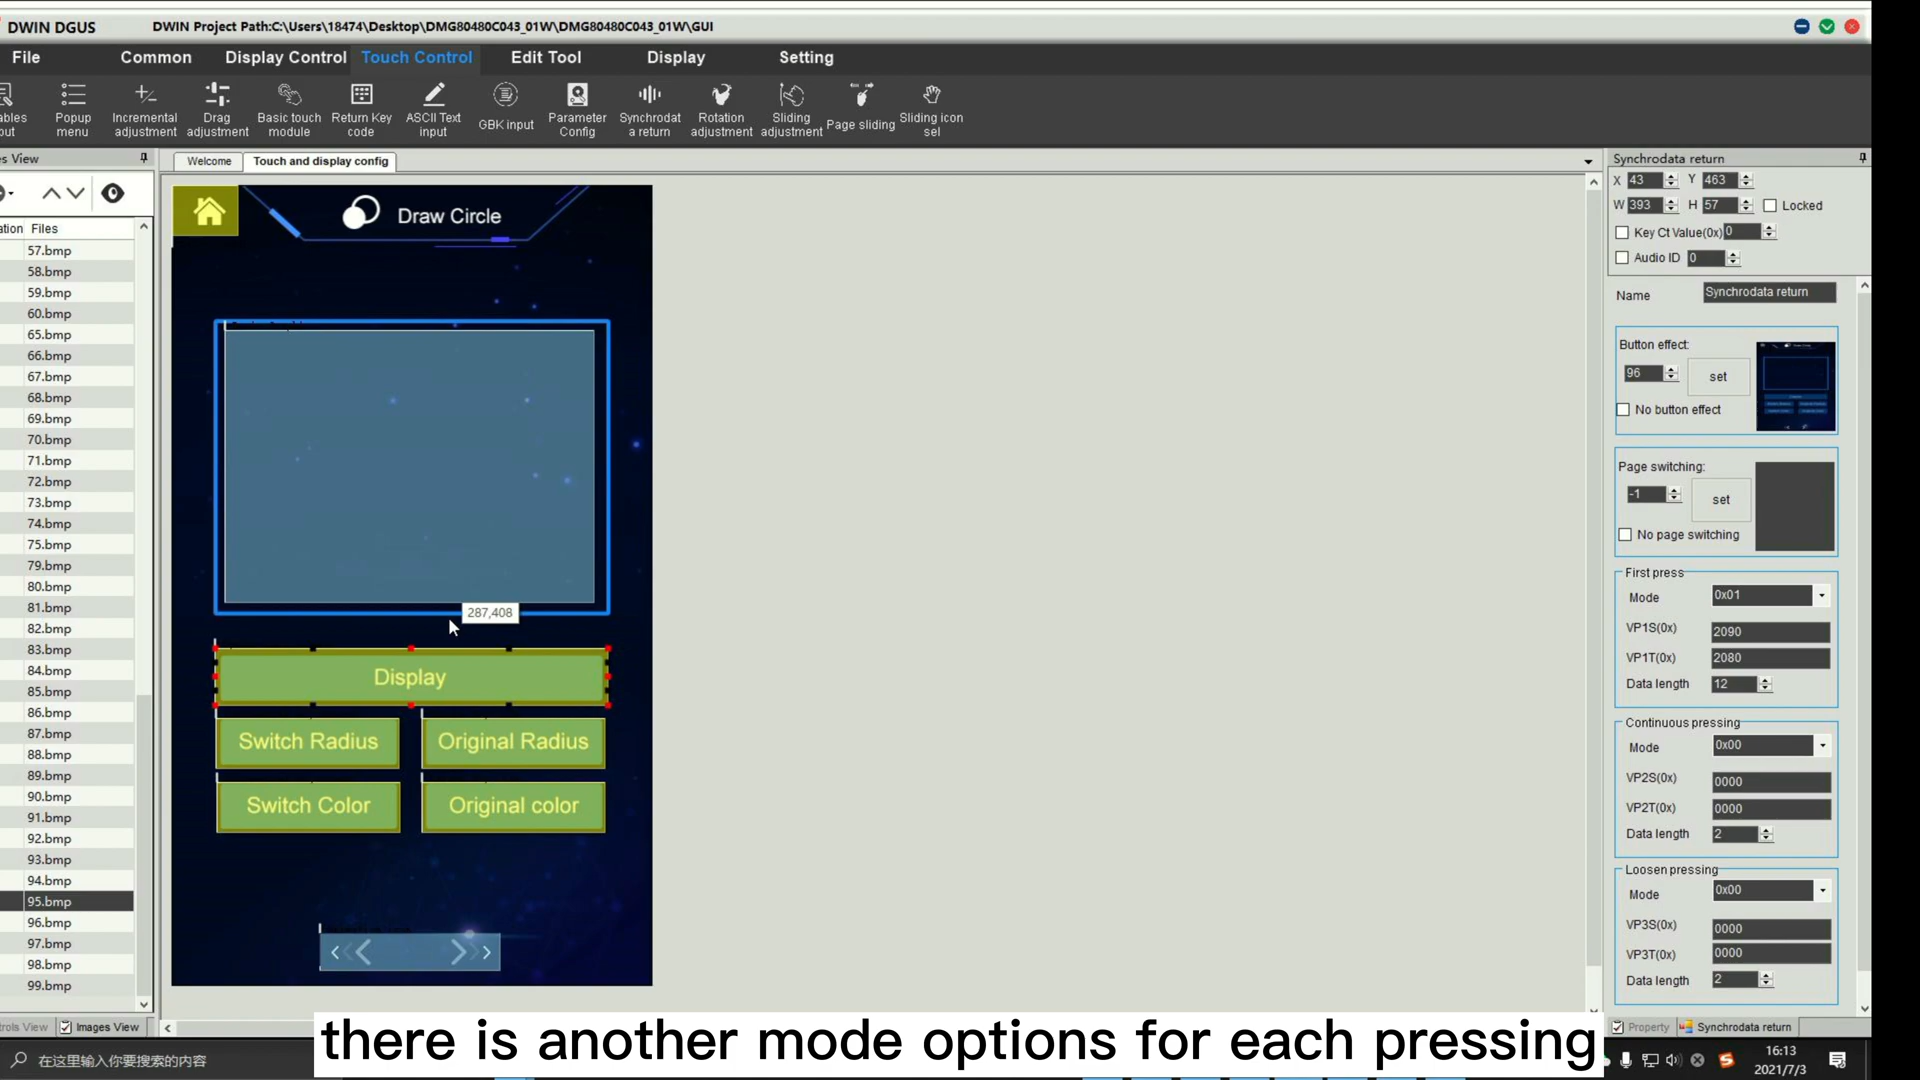 DWIN DGUS
DWIN Project Path:C:\Users\18474\Desktop\DMG80480C043_01W\DMG80480C043_01W\GUI
File Common Display Control Touch Control Edit Tool Display Setting
Popup menu
Incremental adjustment
Drag adjustment
Basic touch module
Return Key code
ASCII Text input
GBK input
Parameter Config
Synchrodata return
Rotation adjustment
Sliding adjustment
Page sliding
Sliding icon sel
Welcome Touch and display config
Files
57.bmp
58.bmp
59.bmp
60.bmp
65.bmp
66.bmp
67.bmp
68.bmp
69.bmp
70.bmp
71.bmp
72.bmp
73.bmp
74.bmp
75.bmp
79.bmp
80.bmp
81.bmp
82.bmp
83.bmp
84.bmp
85.bmp
86.bmp
87.bmp
88.bmp
89.bmp
90.bmp
91.bmp
92.bmp
93.bmp
94.bmp
95.bmp
96.bmp
97.bmp
98.bmp
99.bmp
Images View
Draw Circle
287,408
Display
Switch Radius Original Radius
Switch Color Original color
Synchrodata return
X 43 Y 463
W 393 H 57 Locked
Key Ct Value(0x) 0
Audio ID 0
Name Synchrodata return
Button effect:
96 set
No button effect
Page switching:
-1 set
No page switching
First press
Mode 0x01
VP1S(0x) 2090
VP1T(0x) 2080
Data length 12
Continuous pressing
Mode 0x00
VP2S(0x) 0000
VP2T(0x) 0000
Data length 2
Loosen pressing
Mode 0x00
VP3S(0x) 0000
VP3T(0x) 0000
Data length 2
Property Synchrodata return
there is another mode options for each pressing
在这里输入你要搜索的内容
16:13
2021/7/3